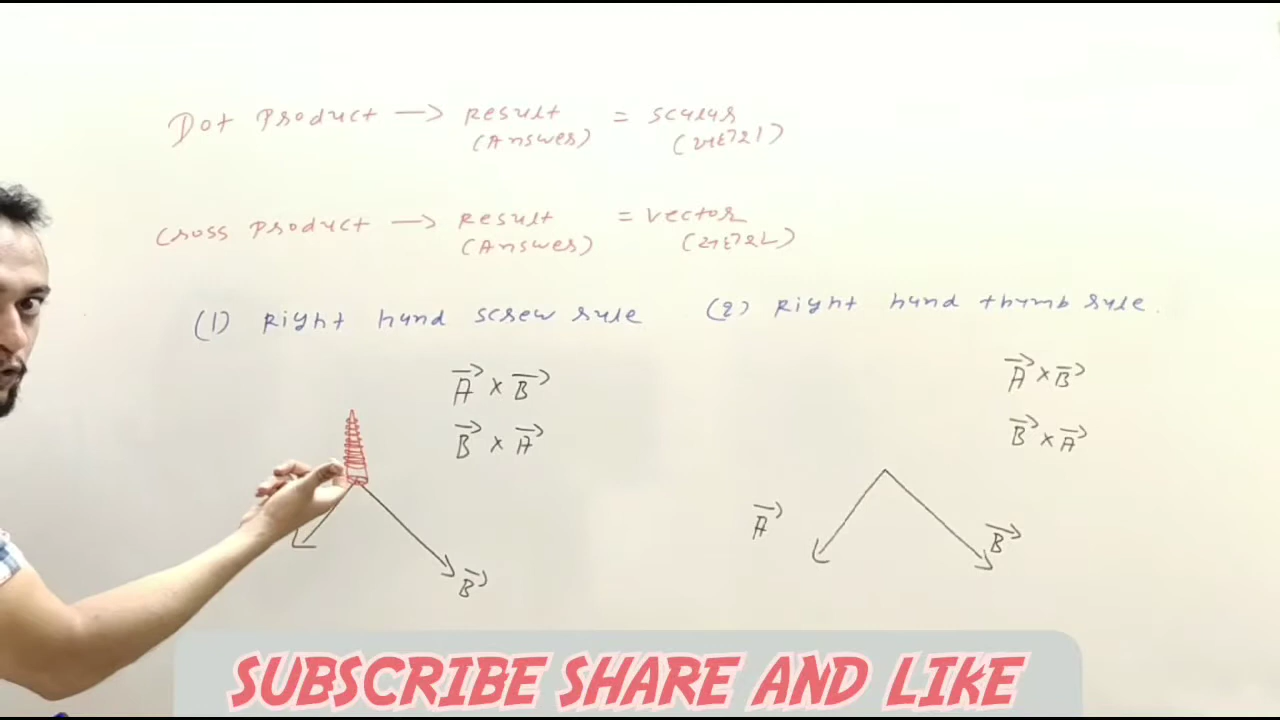 Dot Product → Result = Scalar
(Answer) (अदिश)
Cross Product → Result = Vector
(Answer)
(1) Right hand screw rule (2) Right hand thumb rule.
A⃗ × B⃗
B⃗ × A⃗
B⃗
A⃗ × B⃗
B⃗ × A⃗
A⃗
B⃗
SUBSCRIBE SHARE AND LIKE